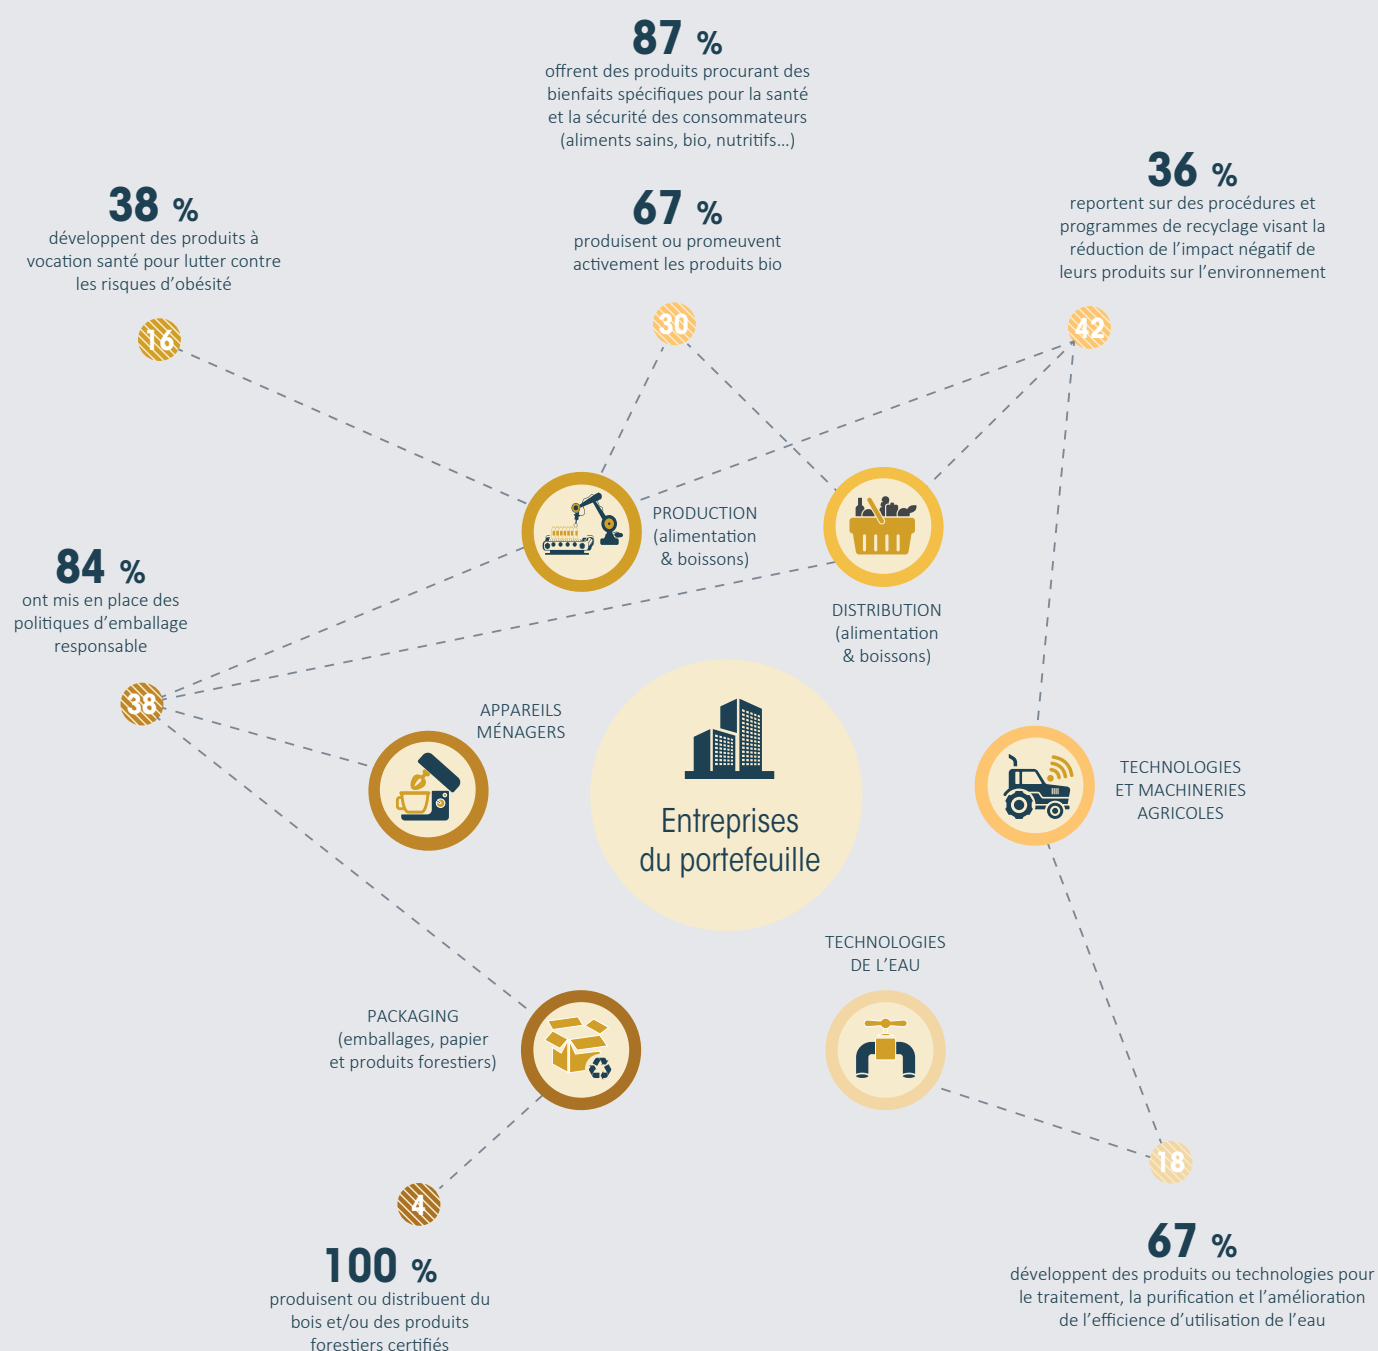 87 %
offrent des produits procurant des
bienfaits spécifiques pour la santé
et la sécurité des consommateurs
(aliments sains, bio, nutritifs...)
67 %
produisent ou promeuvent
activement les produits bio
30
38 %
développent des produits à
vocation santé pour lutter contre
les risques d'obésité
16
36 %
reportent sur des procédures et
programmes de recyclage visant la
réduction de l'impact négatif de
leurs produits sur l'environnement
42
PRODUCTION
(alimentation
& boissons)
DISTRIBUTION
(alimentation
& boissons)
84 %
ont mis en place des
politiques d'emballage
responsable
38
APPAREILS
MÉNAGERS
Entreprises
du portefeuille
TECHNOLOGIES
ET MACHINERIES
AGRICOLES
TECHNOLOGIES
DE L'EAU
PACKAGING
(emballages, papier
et produits forestiers)
4
100 %
produisent ou distribuent du
bois et/ou des produits
forestiers certifiés
18
67 %
développent des produits ou technologies pour
le traitement, la purification et l'amélioration
de l'efficience d'utilisation de l'eau